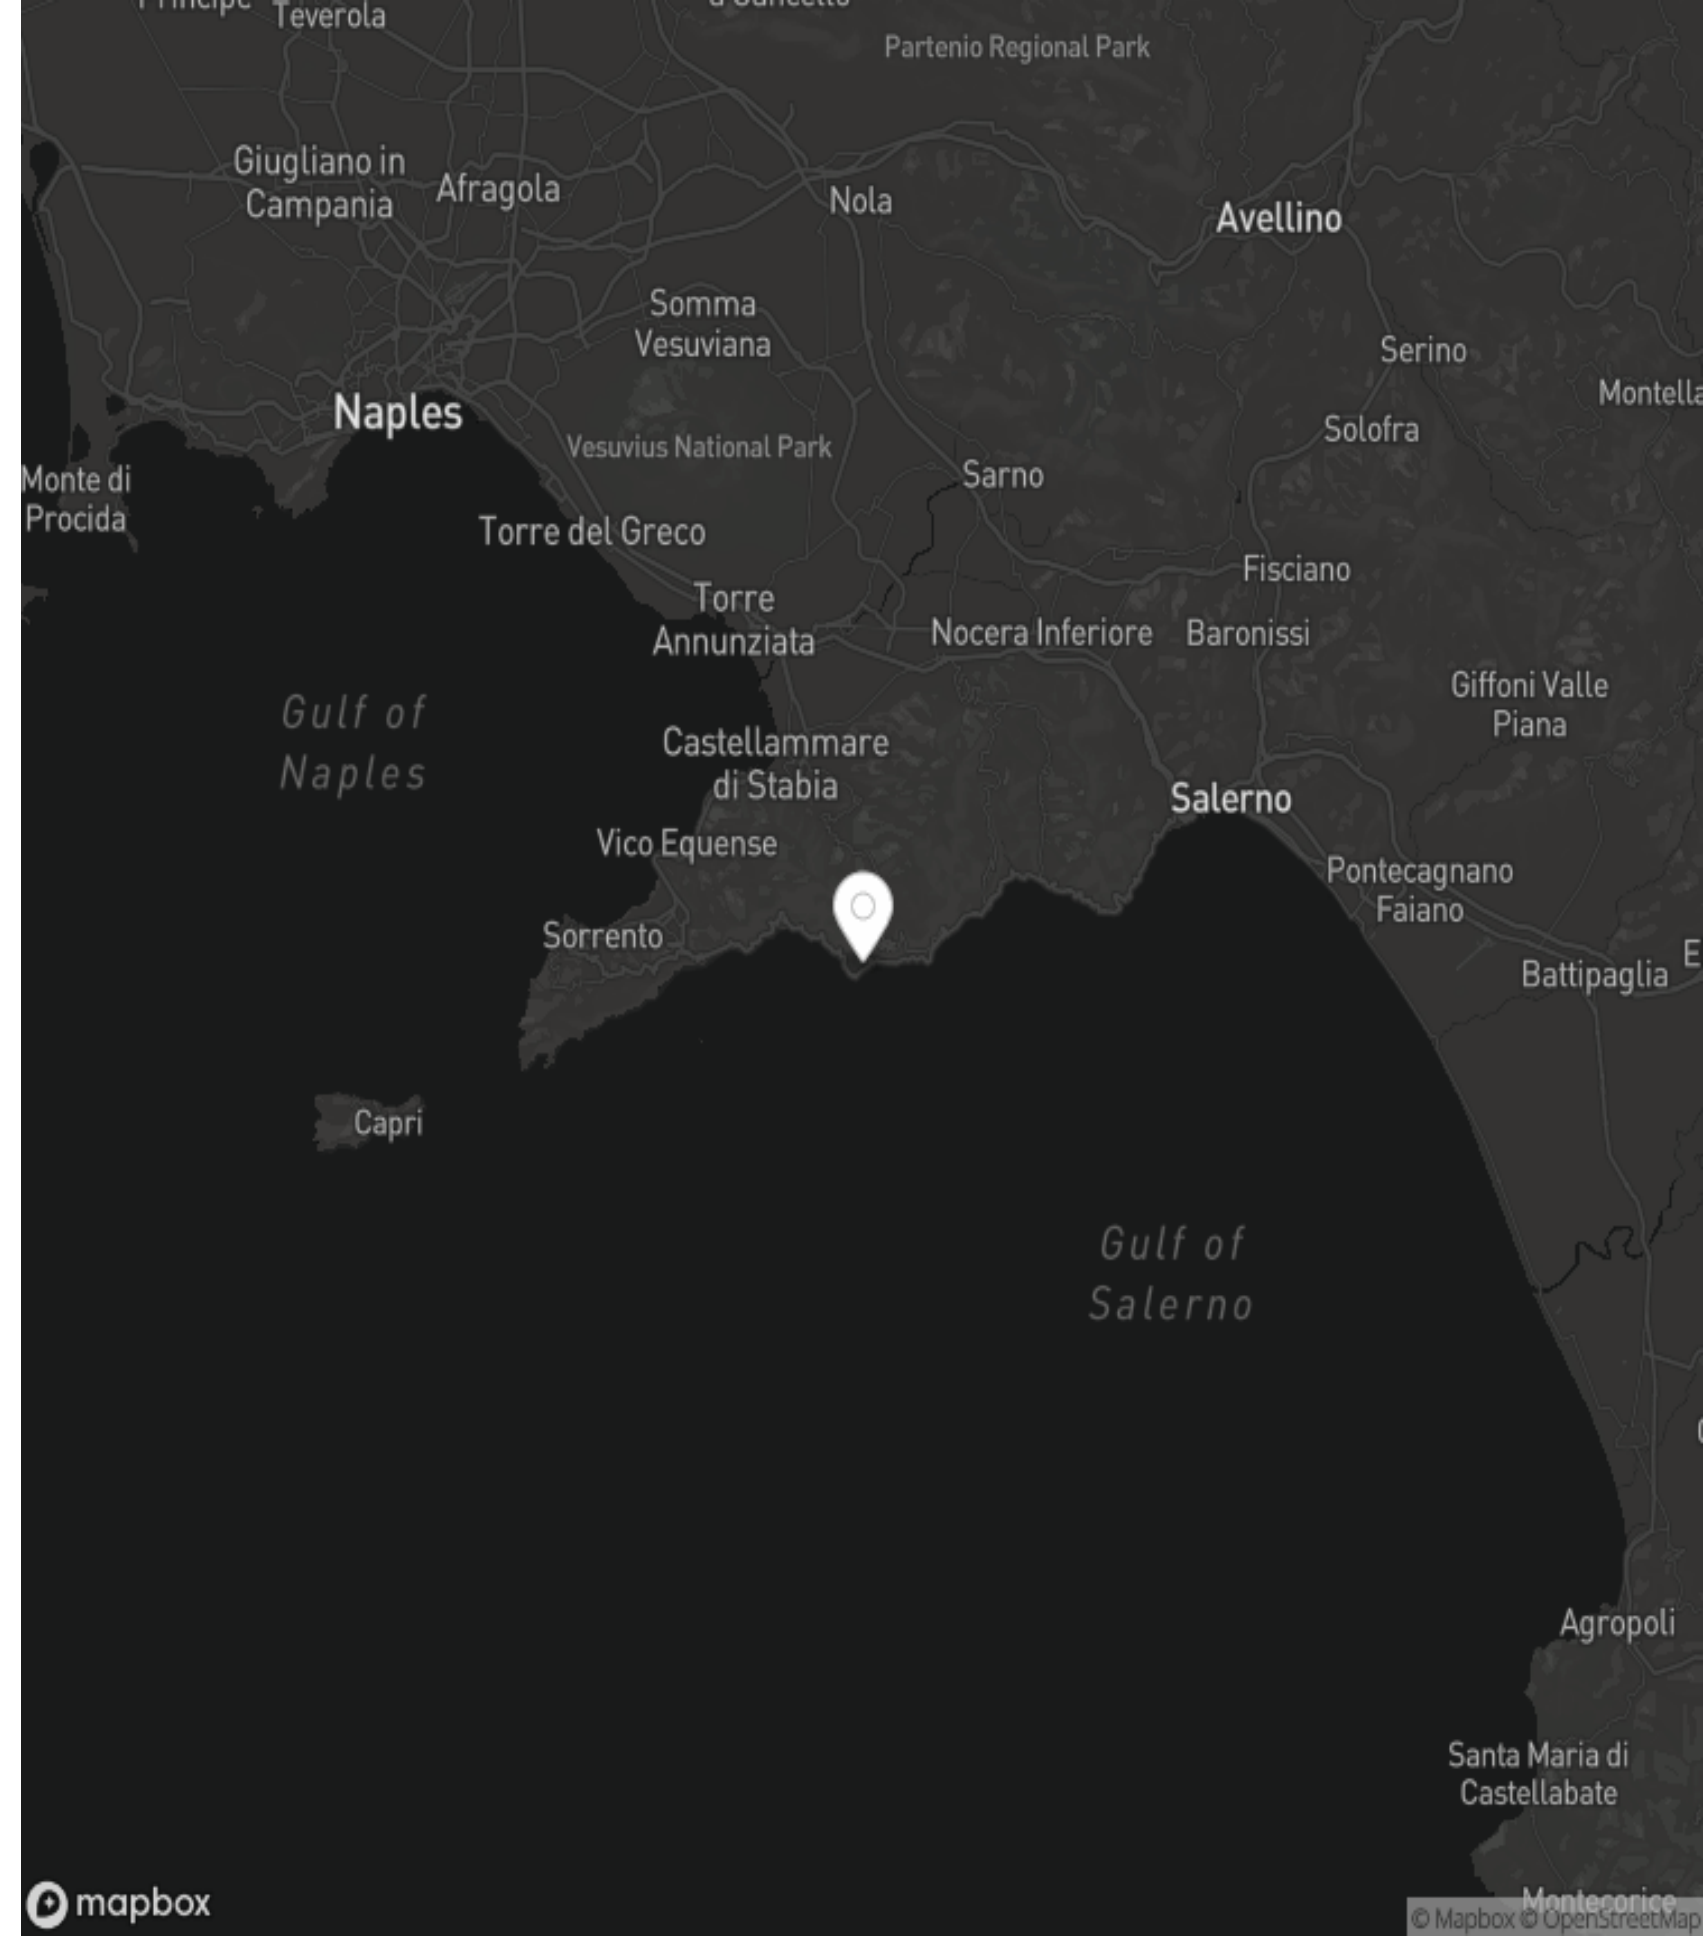 Teverola
Partenio Regional Park
Giugliano in
Campania
Afragola
Nola
Avellino
Somma
Vesuviana
Serino
Montella
Naples
Solofra
Vesuvius National Park
Sarno
Monte di
Procida
Torre del Greco
Fisciano
Torre
Annunziata
Nocera Inferiore
Baronissi
Giffoni Valle
Piana
Gulf of
Naples
Castellammare
di Stabia
Salerno
Vico Equense
Pontecagnano
Faiano
Sorrento
E
Battipaglia
Capri
Gulf of
Salerno
Agropoli
Santa Maria di
Castellabate
Montecorice
mapbox
© Mapbox © OpenStreetMap